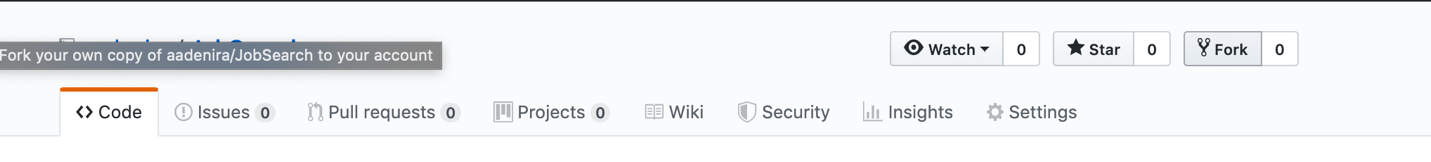 Fork your own copy of aadenira/JobSearch to your account
Watch 0 Star 0 Fork 0
Code Issues 0 Pull requests 0 Projects 0 Wiki Security Insights Settings